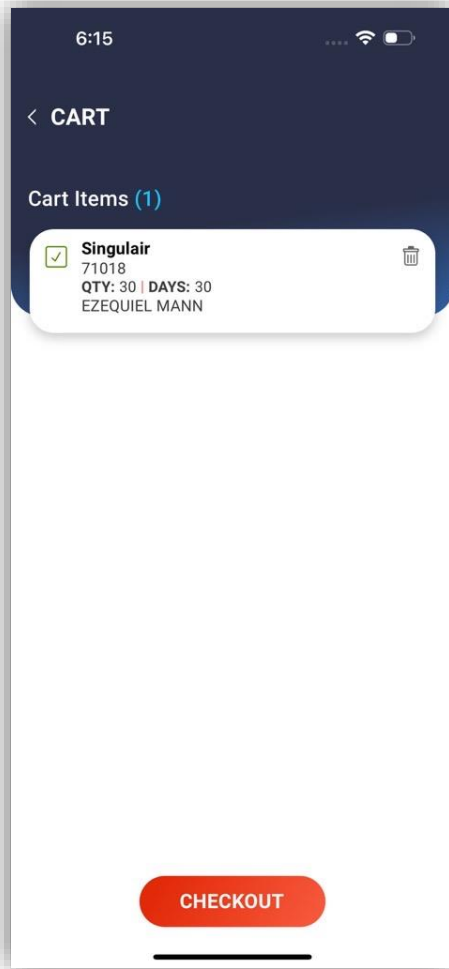 6:15
CART
Cart Items (1)
Singulair
71018
QTY: 30 | DAYS: 30
EZEQUIEL MANN
CHECKOUT